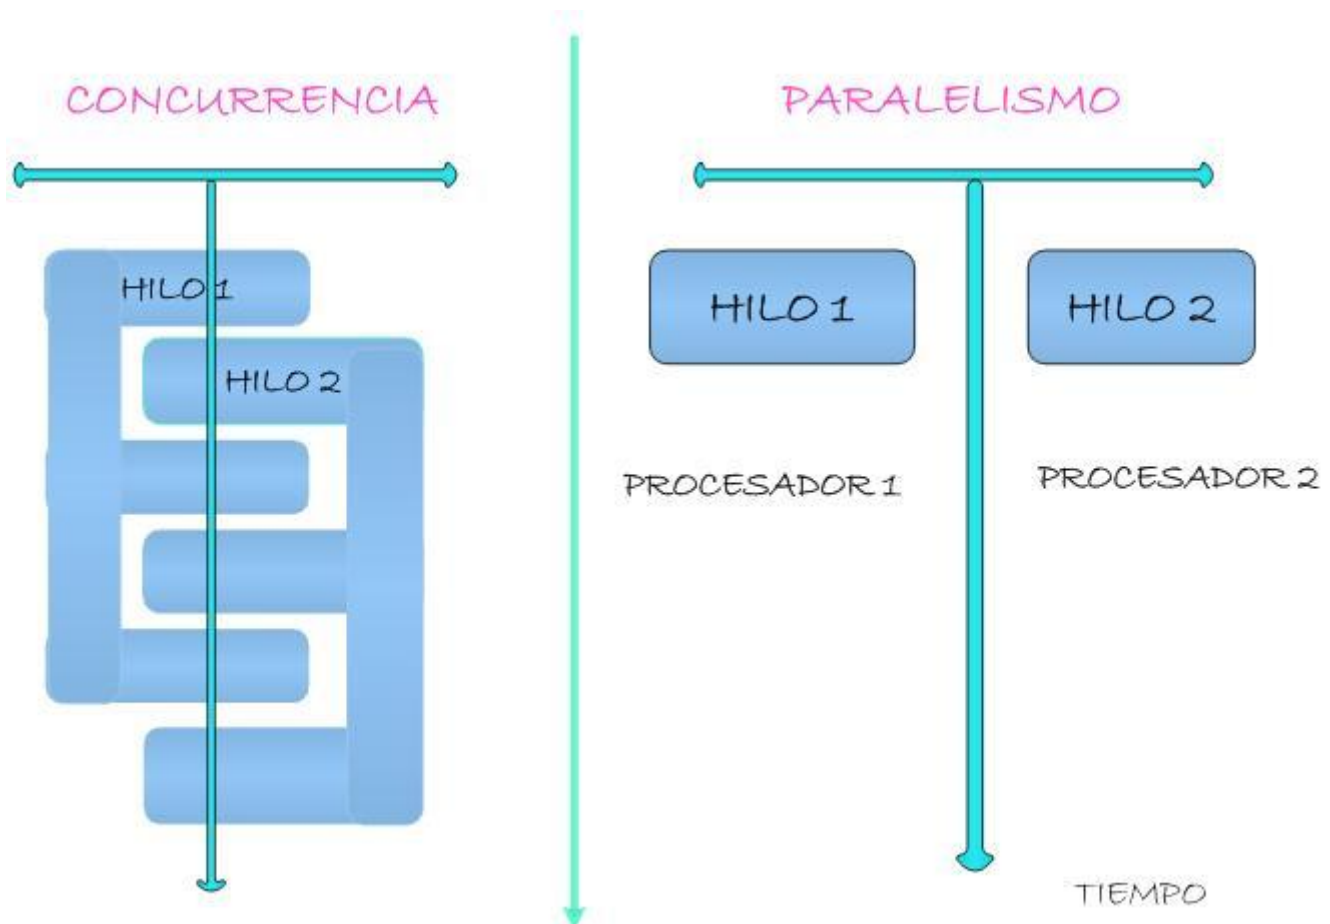 CONCURRENCIA
PARALELISMO
HILO 1
HILO 2
HILO 1
HILO 2
PROCESADOR 1
PROCESADOR 2
TIEMPO